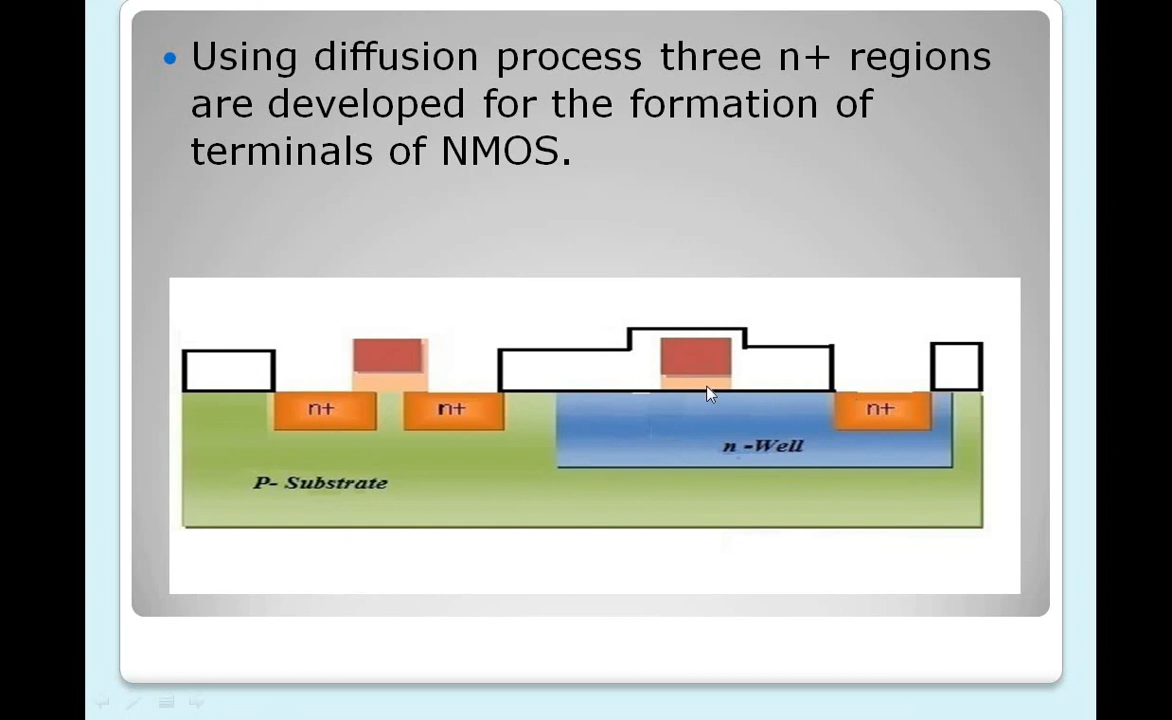 Using diffusion process three n+ regions
are developed for the formation of
terminals of NMOS.
n+
n+
n+
n -Well
P- Substrate